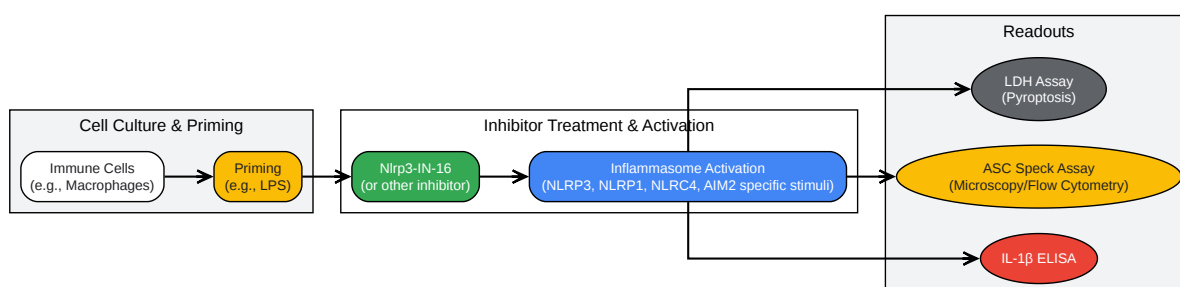 Readouts
LDH Assay
(Pyroptosis)
Cell Culture & Priming
Inhibitor Treatment & Activation
Immune Cells
(e.g., Macrophages)
Priming
(e.g., LPS)
Nlrp3-IN-16
(or other inhibitor)
Inflammasome Activation
(NLRP3, NLRP1, NLRC4, AIM2 specific stimuli)
ASC Speck Assay
(Microscopy/Flow Cytometry)
IL-1β ELISA